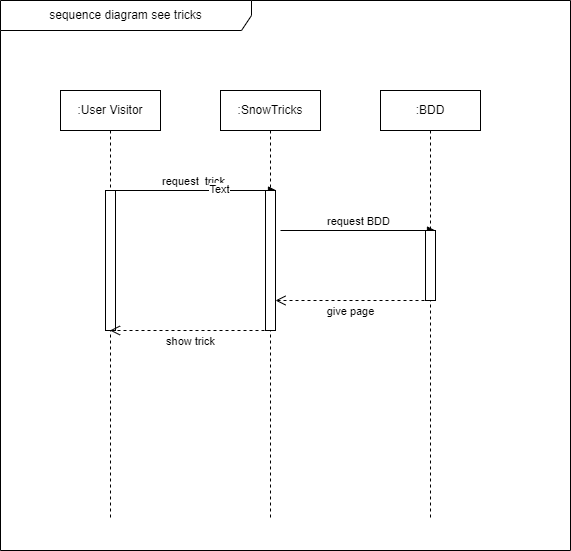 sequence diagram see tricks
:User Visitor
:SnowTricks
:BDD
request trick
Text
request BDD
give page
show trick